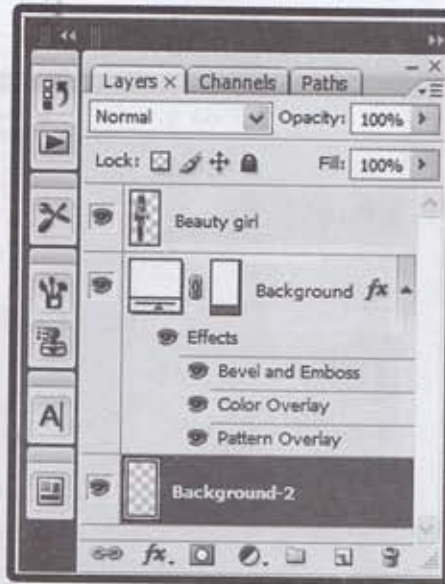 Layers × Channels Paths
Normal Opacity: 100%
Lock: Fill: 100%
Beauty girl
Background fx
Effects
Bevel and Emboss
Color Overlay
Pattern Overlay
A
Background-2
fx.